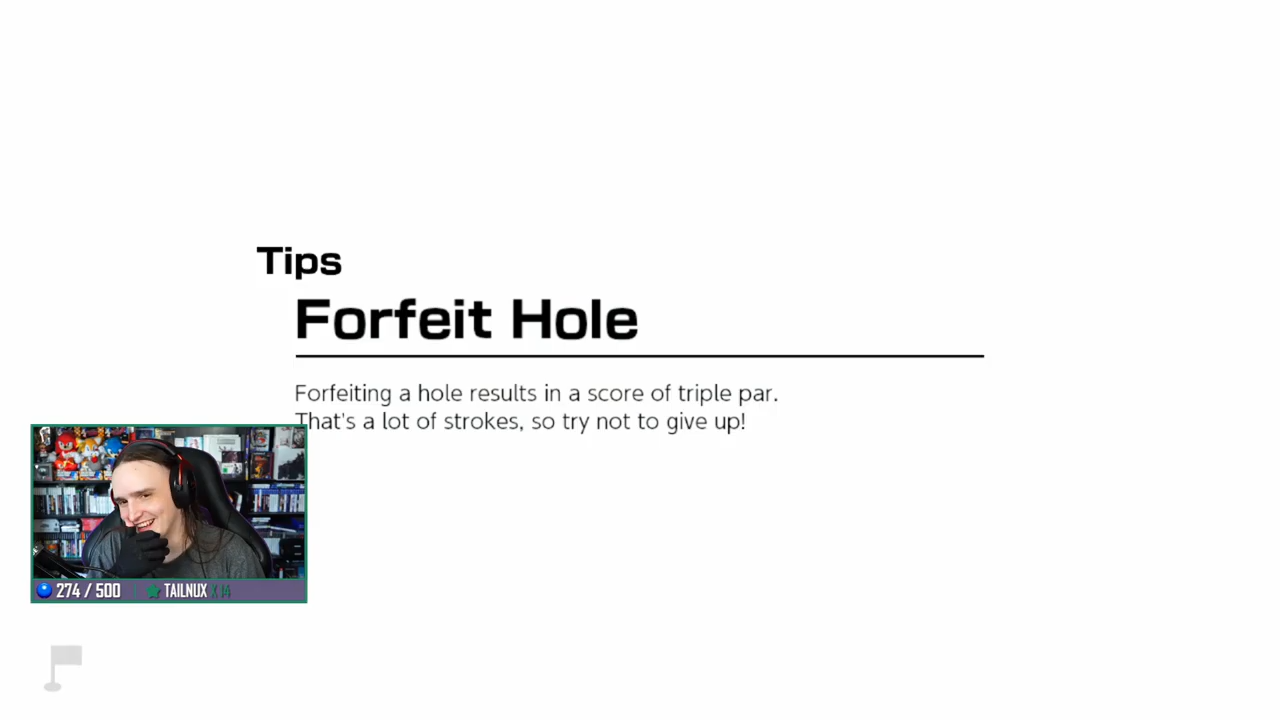 Tips
Forfeit Hole
Forfeiting a hole results in a score of triple par.
That's a lot of strokes, so try not to give up!
274 / 500
TAILNUX X 14